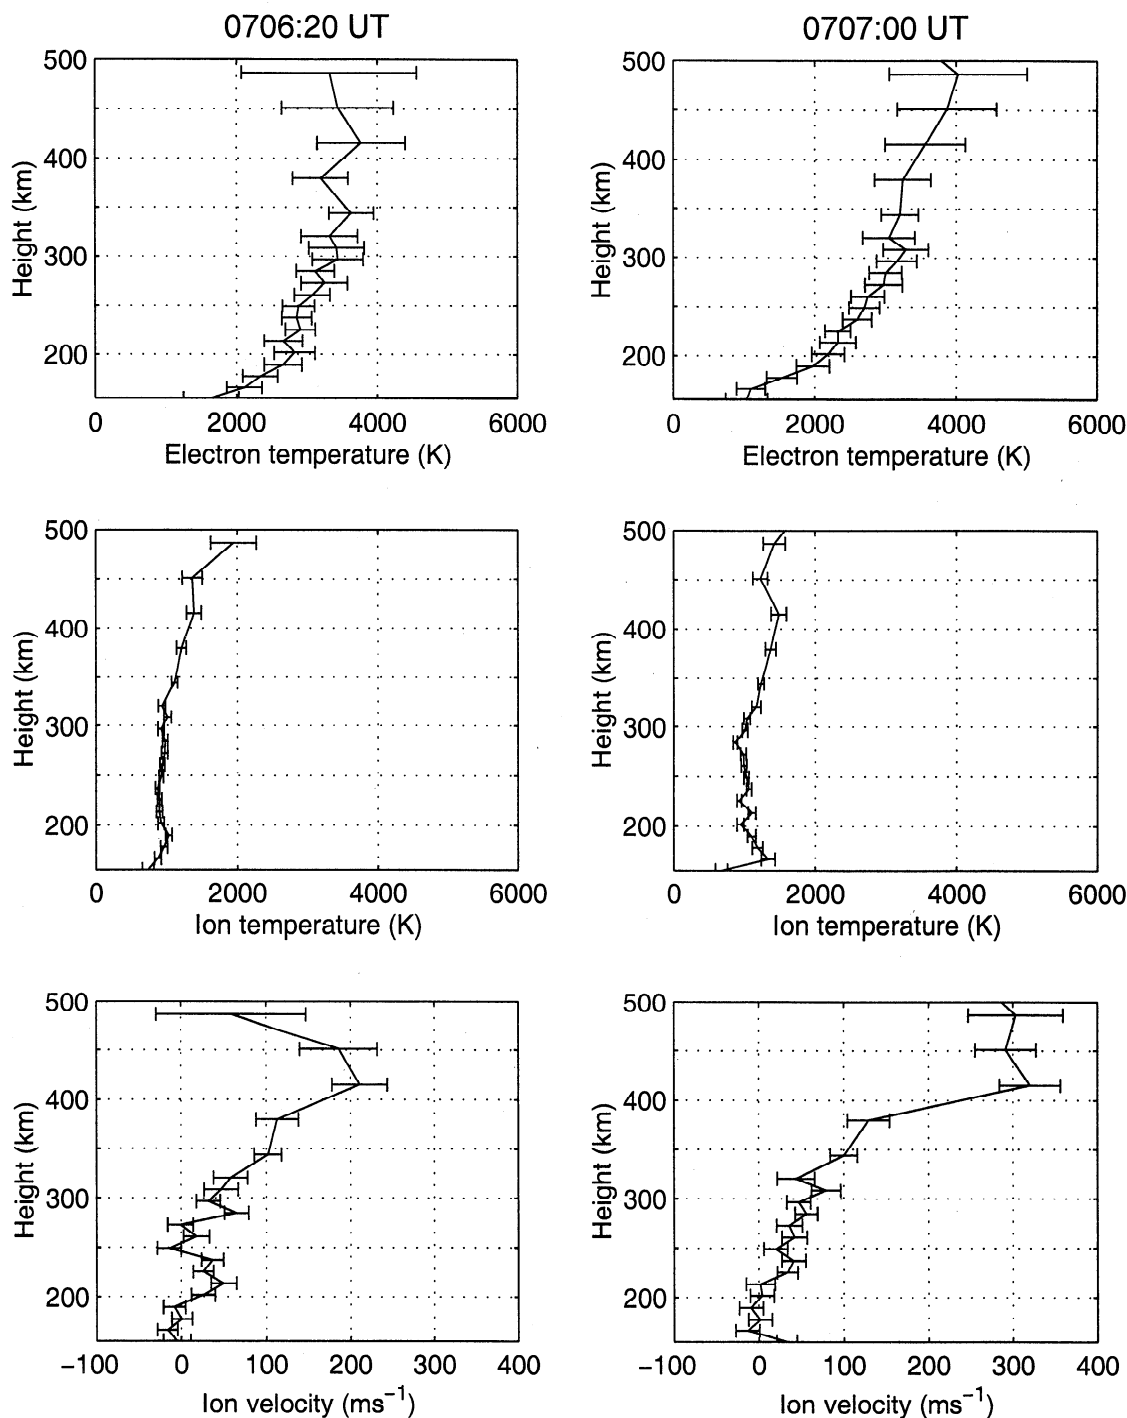 0706:20 UT
0707:00 UT
500
400
300
200
Height (km)
0 2000 4000 6000
Electron temperature (K)
500
400
300
200
Height (km)
0 2000 4000 6000
Electron temperature (K)
500
400
300
200
Height (km)
0 2000 4000 6000
Ion temperature (K)
500
400
300
200
Height (km)
0 2000 4000 6000
Ion temperature (K)
500
400
300
200
Height (km)
−100 0 100 200 300 400
Ion velocity (ms⁻¹)
500
400
300
200
Height (km)
−100 0 100 200 300 400
Ion velocity (ms⁻¹)